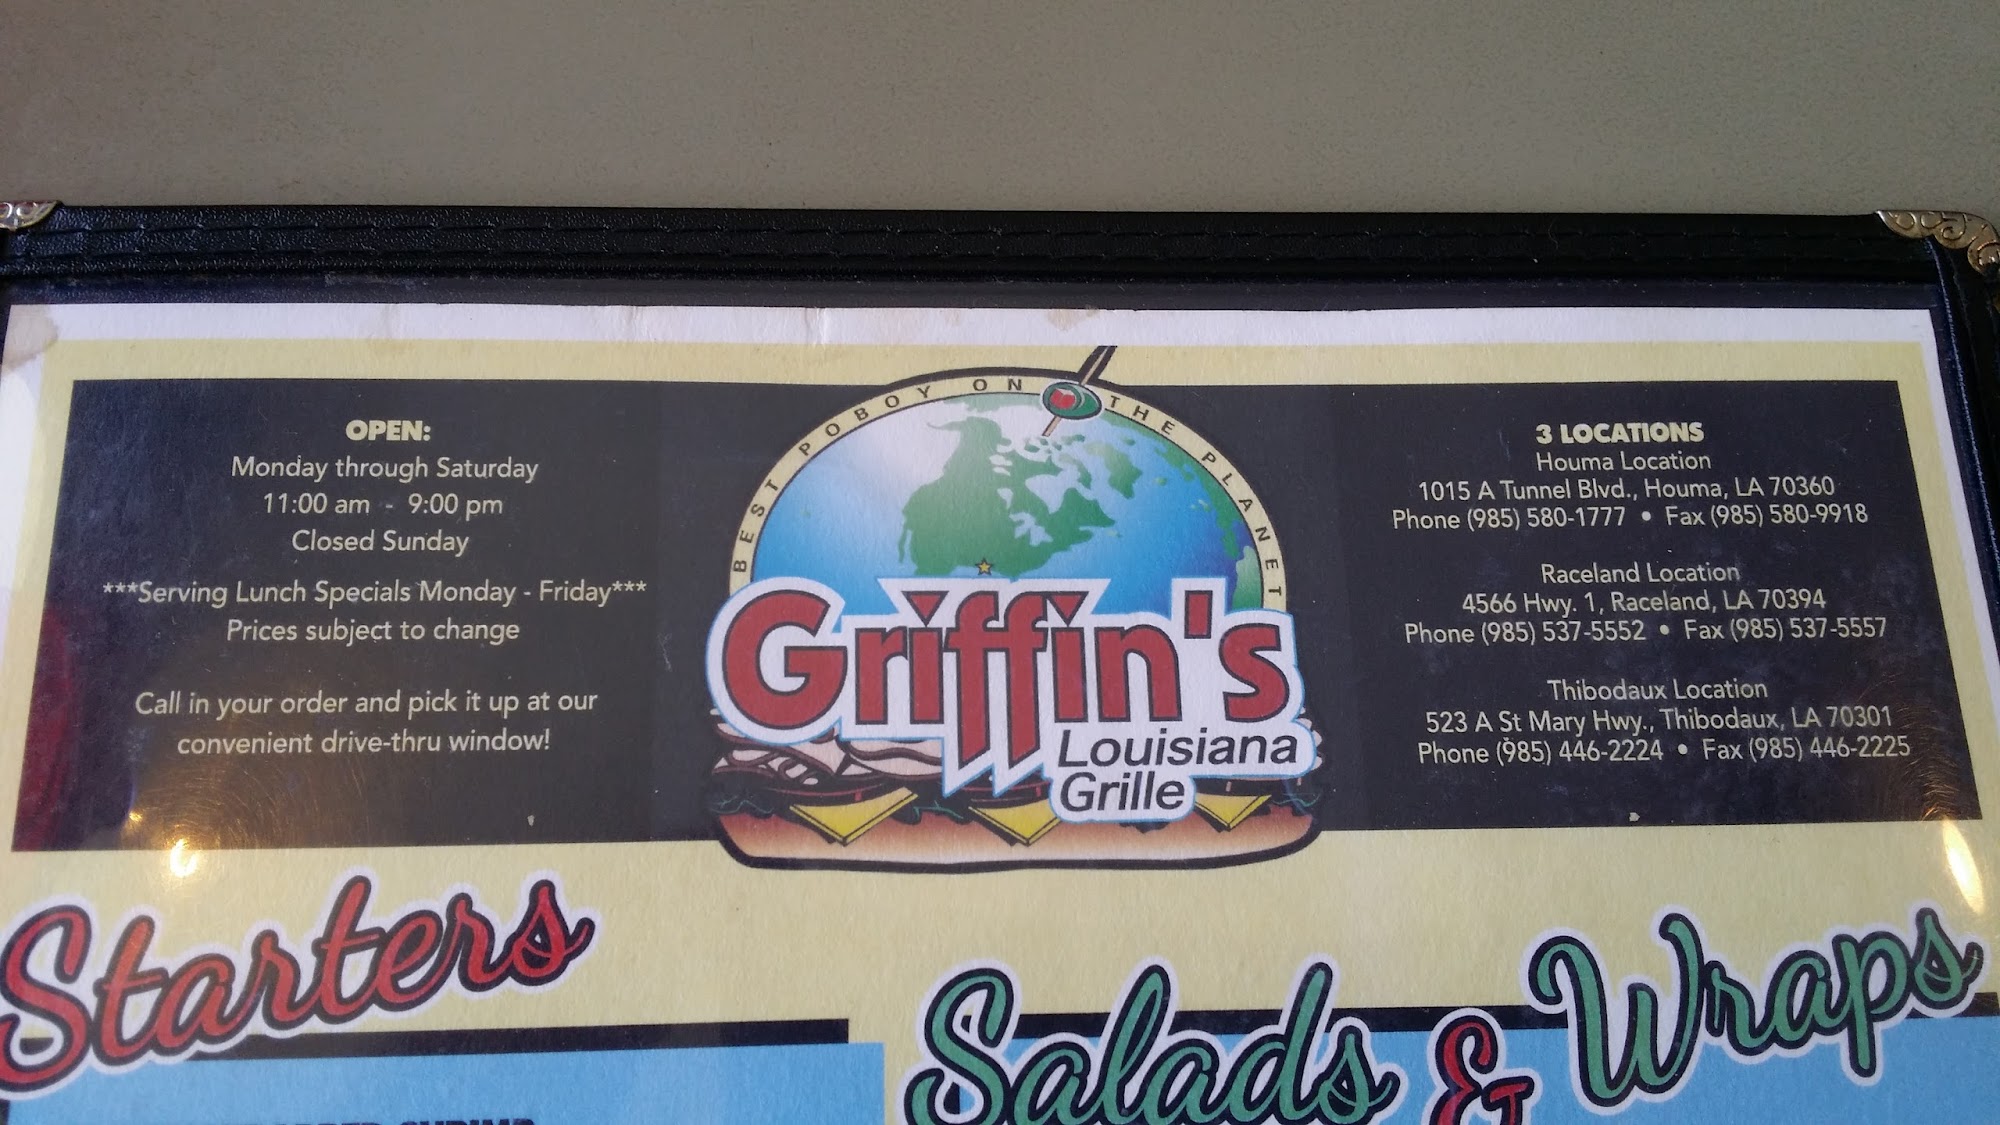 OPEN:
Monday through Saturday
11:00 am - 9:00 pm
Closed Sunday
***Serving Lunch Specials Monday - Friday***
Prices subject to change
Call in your order and pick it up at our
convenient drive-thru window!
BEST POBOY ON THE PLANET
Griffin's
Louisiana
Grille
3 LOCATIONS
Houma Location
1015 A Tunnel Blvd., Houma, LA 70360
Phone (985) 580-1777 • Fax (985) 580-9918
Raceland Location
4566 Hwy. 1, Raceland, LA 70394
Phone (985) 537-5552 • Fax (985) 537-5557
Thibodaux Location
523 A St Mary Hwy., Thibodaux, LA 70301
Phone (985) 446-2224 • Fax (985) 446-2225
Starters
Salads & Wraps